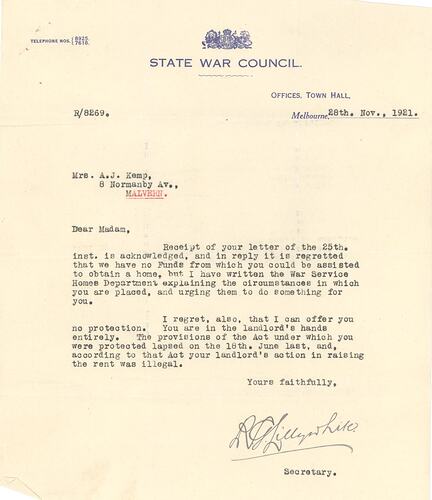 TELEPHONE NOS. {8925.
7618.
STATE WAR COUNCIL.
OFFICES, TOWN HALL,
R/8269.
Melbourne, 28th. Nov., 1921.
Mrs. A.J. Kemp,
8 Normanby Av.,
MALVERN.
Dear Madam,
Receipt of your letter of the 25th.
inst. is acknowledged, and in reply it is regretted
that we have no Funds from which you could be assisted
to obtain a home, but I have written the War Service
Homes Department explaining the circumstances in which
you are placed, and urging them to do something for
you.
I regret, also, that I can offer you
no protection. You are in the landlord's hands
entirely. The provisions of the Act under which you
were protected lapsed on the 18th. June last, and,
according to that Act your landlord's action in raising
the rent was illegal.
Yours faithfully,
Lillywhite
Secretary.